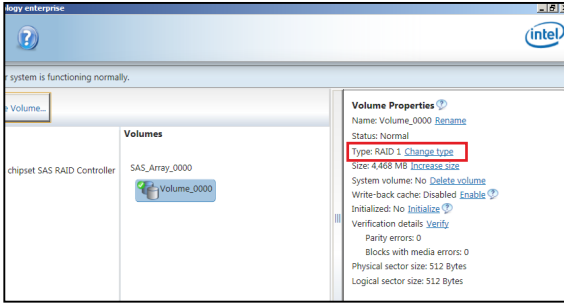 ology enterprise
intel
r system is functioning normally.
e Volume...
Volumes
chipset SAS RAID Controller
SAS_Array_0000
Volume_0000
Volume Properties
Name: Volume_0000 Rename
Status: Normal
Type: RAID 1 Change type
Size: 4,468 MB Increase size
System volume: No Delete volume
Write-back cache: Disabled Enable
Initialized: No Initialize
Verification details Verify
Parity errors: 0
Blocks with media errors: 0
Physical sector size: 512 Bytes
Logical sector size: 512 Bytes